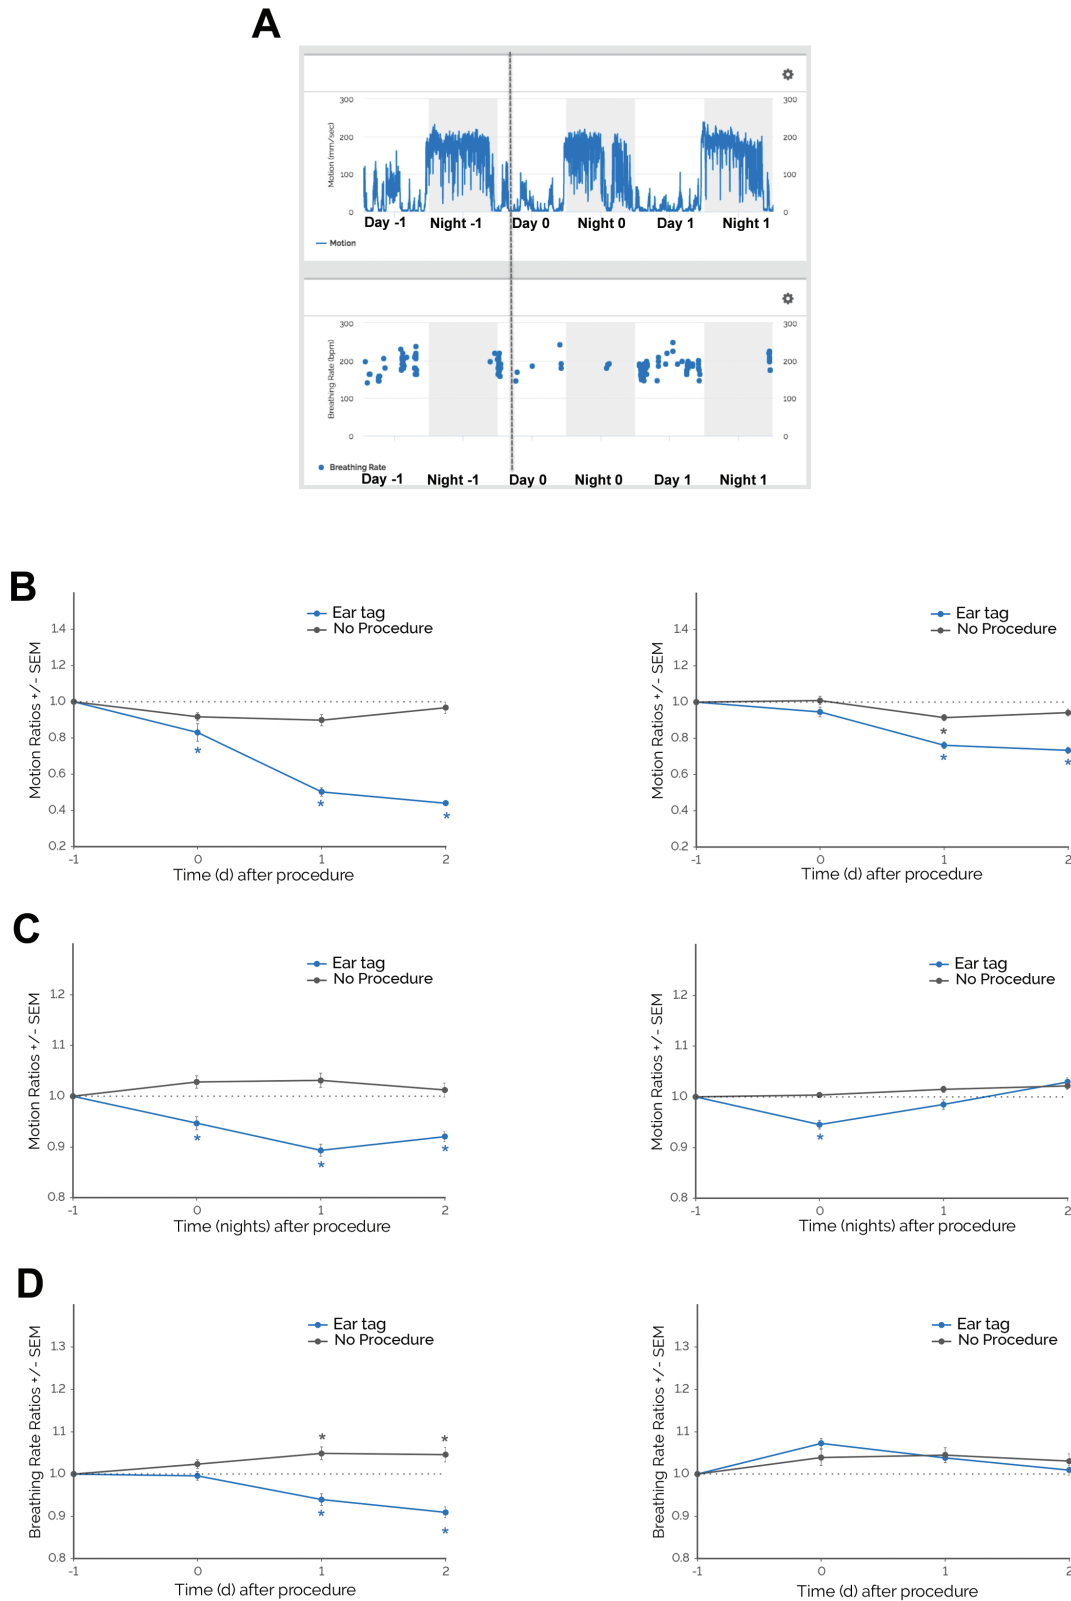 A
300 300
200 200
100 100
0 0
Motion (mm/sec)
Day -1 Night -1 Day 0 Night 0 Day 1 Night 1
Motion
300 300
200 200
100 100
0 0
Breathing Rate (bpm)
Breathing Rate
Day -1 Night -1 Day 0 Night 0 Day 1 Night 1
B
Motion Ratios +/- SEM
1.4
1.2
1.0
0.8
0.6
0.4
0.2
Ear tag
No Procedure
*
*
*
-1 0 1 2
Time (d) after procedure
Motion Ratios +/- SEM
1.4
1.2
1.0
0.8
0.6
0.4
0.2
Ear tag
No Procedure
*
*
*
-1 0 1 2
Time (d) after procedure
C
Motion Ratios +/- SEM
1.2
1.1
1.0
0.9
0.8
Ear tag
No Procedure
*
*
*
-1 0 1 2
Time (nights) after procedure
Motion Ratios +/- SEM
1.2
1.1
1.0
0.9
0.8
Ear tag
No Procedure
*
-1 0 1 2
Time (nights) after procedure
D
Breathing Rate Ratios +/- SEM
1.3
1.2
1.1
1.0
0.9
0.8
Ear tag
No Procedure
* *
*
*
-1 0 1 2
Time (d) after procedure
Breathing Rate Ratios +/- SEM
1.3
1.2
1.1
1.0
0.9
0.8
Ear tag
No Procedure
-1 0 1 2
Time (d) after procedure